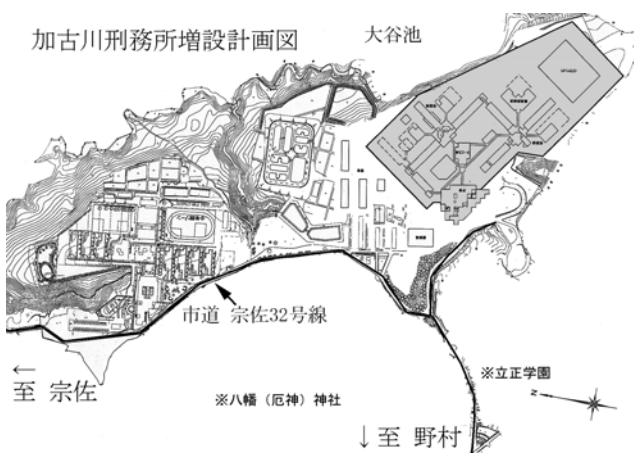 加古川刑務所増設計画図
大谷池
市道 宗佐32号線
←
至 宗佐
※八幡（厄神）神社
※立正学園
N
↓至 野村